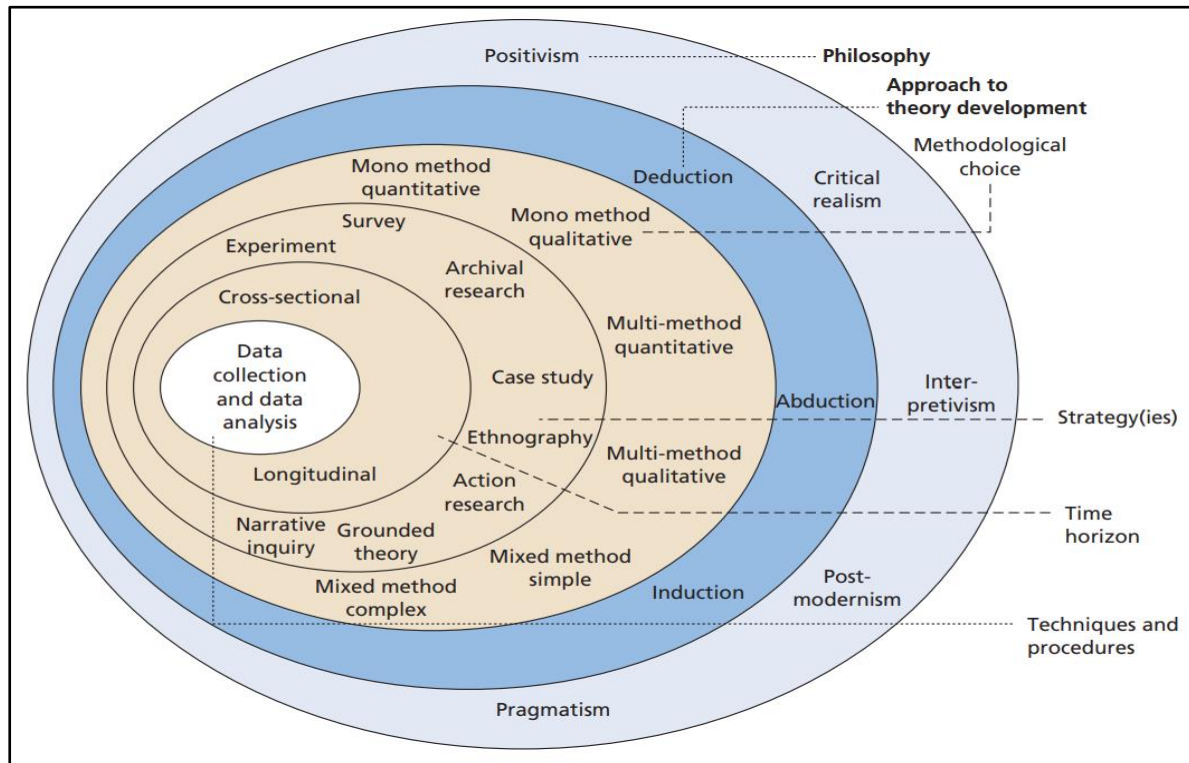 Positivism
Philosophy
Approach to
theory development
Methodological
choice
Mono method
quantitative
Deduction
Critical
realism
Survey
Mono method
qualitative
Experiment
Archival
research
Cross-sectional
Multi-method
quantitative
Data
collection
and data
analysis
Case study
Abduction
Inter-
pretivism
Strategy(ies)
Ethnography
Multi-method
qualitative
Longitudinal
Action
research
Time
horizon
Narrative
inquiry
Grounded
theory
Mixed method
simple
Mixed method
complex
Induction
Post-
modernism
Techniques and
procedures
Pragmatism